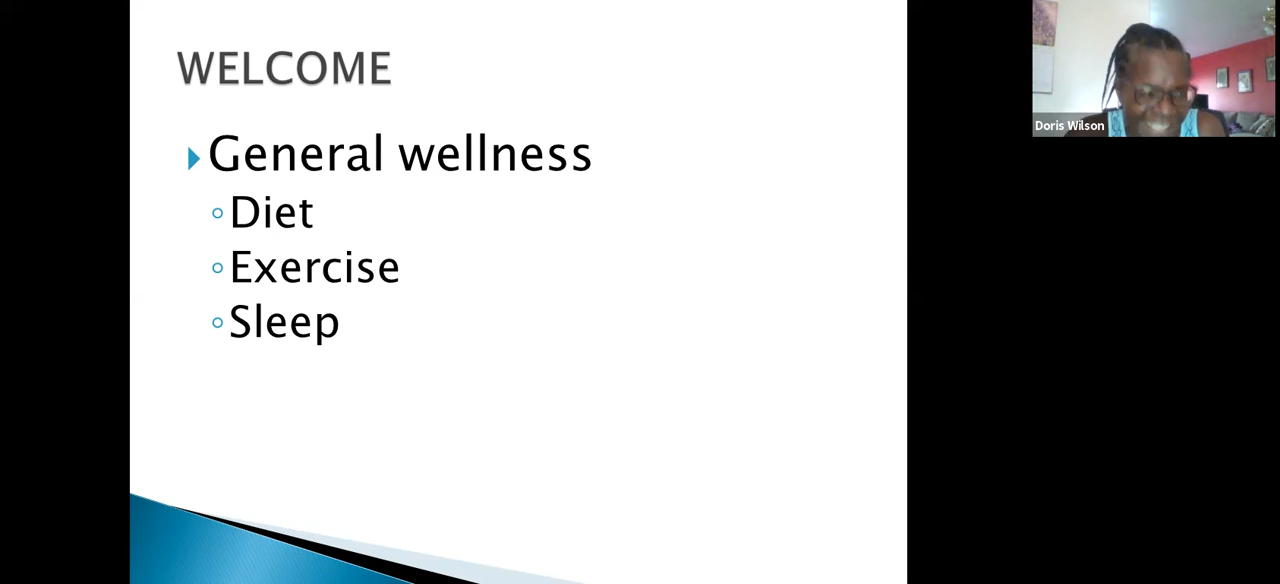 WELCOME
General wellness
Diet
Exercise
Sleep
Doris Wilson